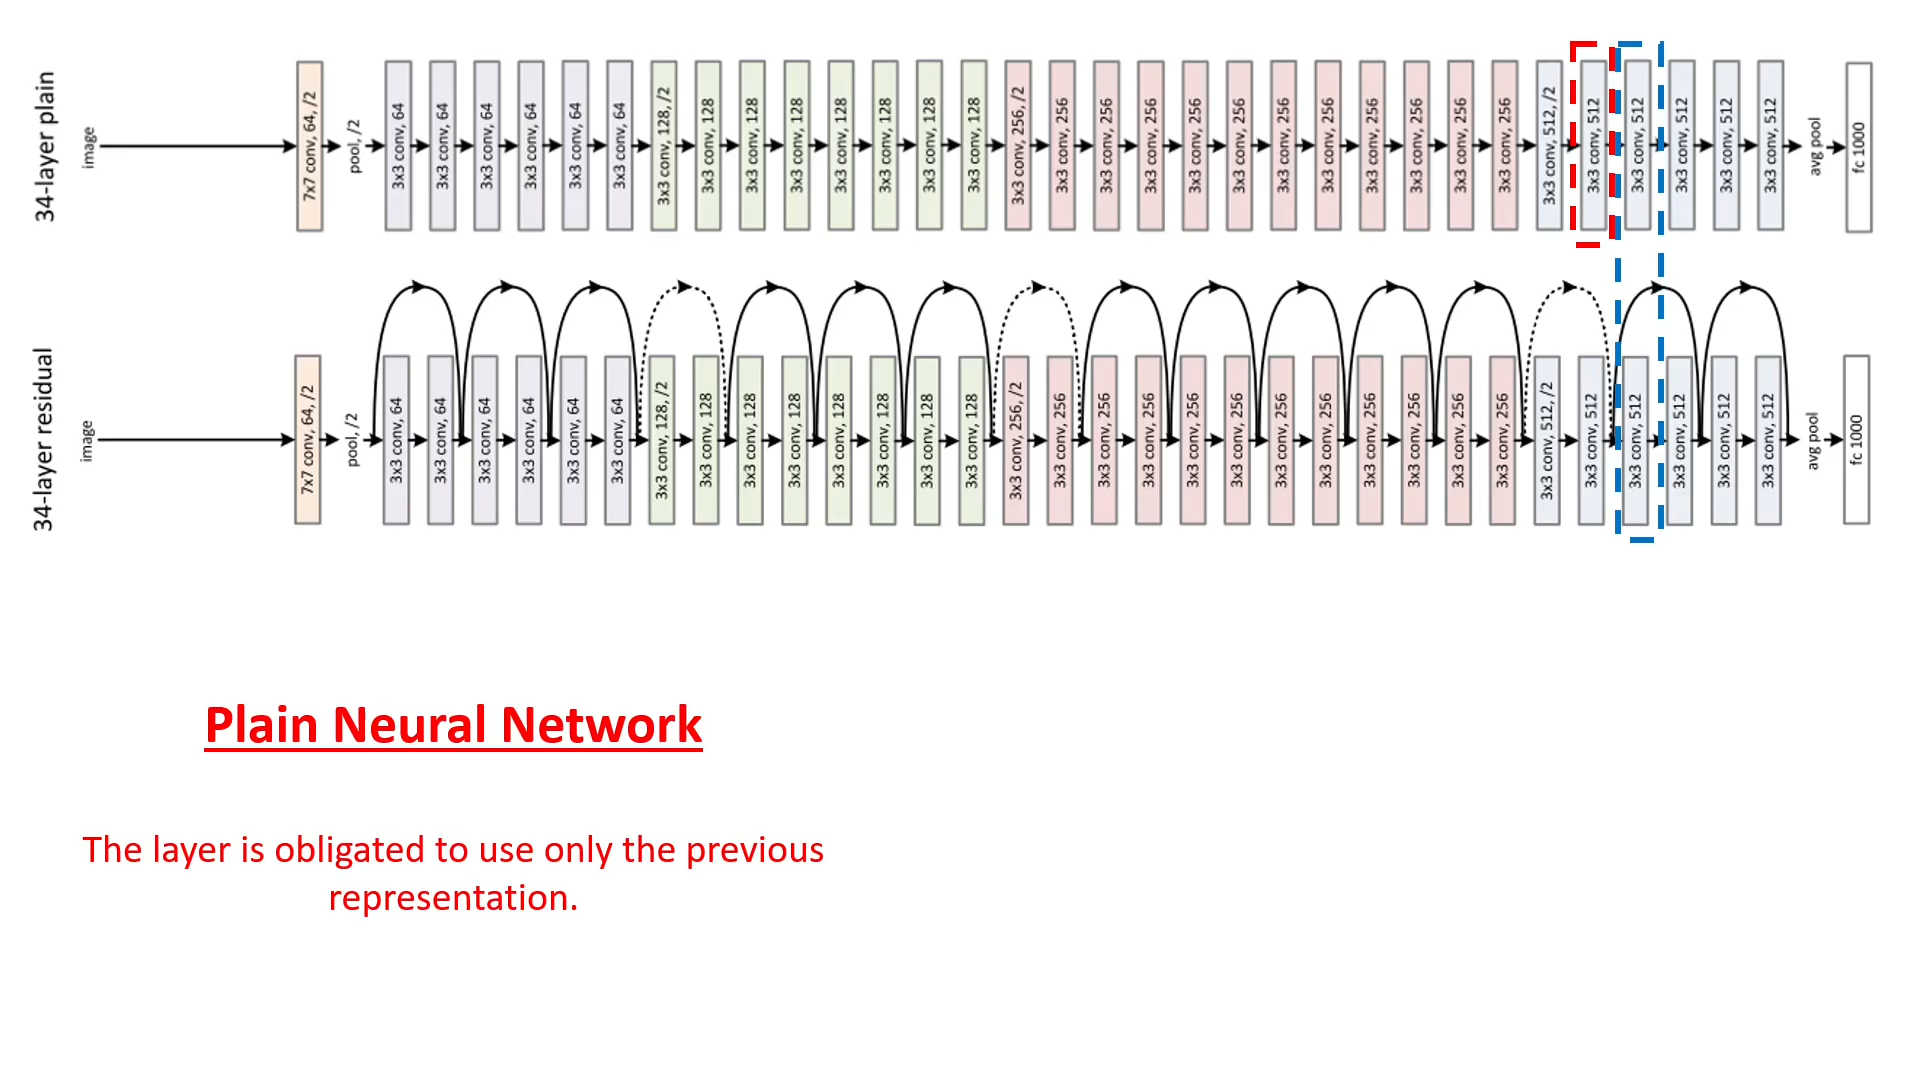 34-layer plain
image
7x7 conv, 64, /2
pool, /2
3x3 conv, 64
3x3 conv, 64
3x3 conv, 64
3x3 conv, 64
3x3 conv, 64
3x3 conv, 64
3x3 conv, 128, /2
3x3 conv, 128
3x3 conv, 128
3x3 conv, 128
3x3 conv, 128
3x3 conv, 128
3x3 conv, 128
3x3 conv, 128
3x3 conv, 256, /2
3x3 conv, 256
3x3 conv, 256
3x3 conv, 256
3x3 conv, 256
3x3 conv, 256
3x3 conv, 256
3x3 conv, 256
3x3 conv, 256
3x3 conv, 256
3x3 conv, 256
3x3 conv, 256
3x3 conv, 512, /2
3x3 conv, 512
3x3 conv, 512
3x3 conv, 512
3x3 conv, 512
3x3 conv, 512
avg pool
fc 1000
34-layer residual
image
7x7 conv, 64, /2
pool, /2
3x3 conv, 64
3x3 conv, 64
3x3 conv, 64
3x3 conv, 64
3x3 conv, 64
3x3 conv, 64
3x3 conv, 128, /2
3x3 conv, 128
3x3 conv, 128
3x3 conv, 128
3x3 conv, 128
3x3 conv, 128
3x3 conv, 128
3x3 conv, 128
3x3 conv, 256, /2
3x3 conv, 256
3x3 conv, 256
3x3 conv, 256
3x3 conv, 256
3x3 conv, 256
3x3 conv, 256
3x3 conv, 256
3x3 conv, 256
3x3 conv, 256
3x3 conv, 256
3x3 conv, 256
3x3 conv, 512, /2
3x3 conv, 512
3x3 conv, 512
3x3 conv, 512
3x3 conv, 512
3x3 conv, 512
avg pool
fc 1000
Plain Neural Network
The layer is obligated to use only the previous
representation.